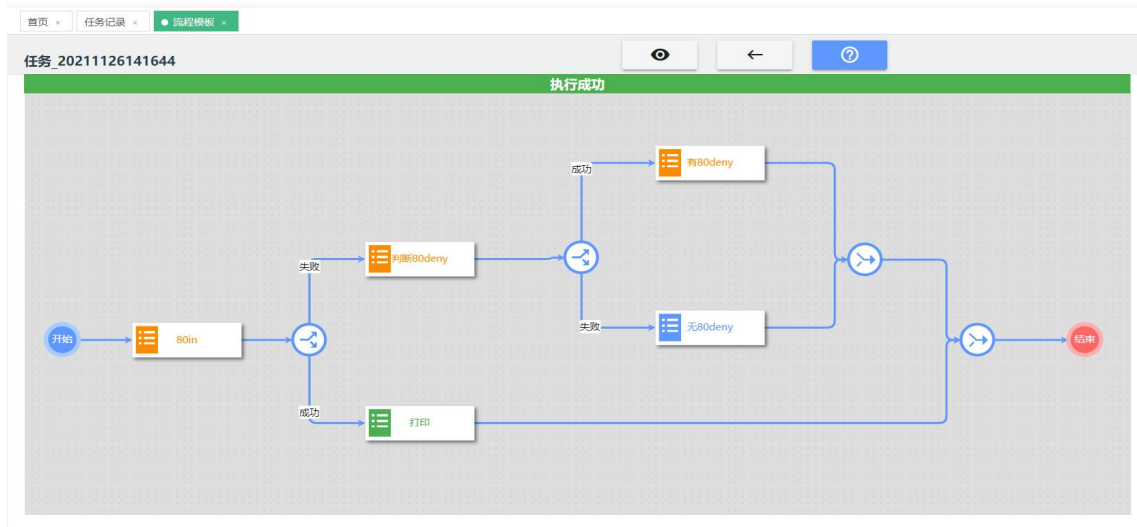 首页 ×
任务记录 ×
流程模板 ×
任务_20211126141644
执行成功
成功
有80deny
失败
判断80deny
开始
80in
失败
无80deny
结束
成功
打印